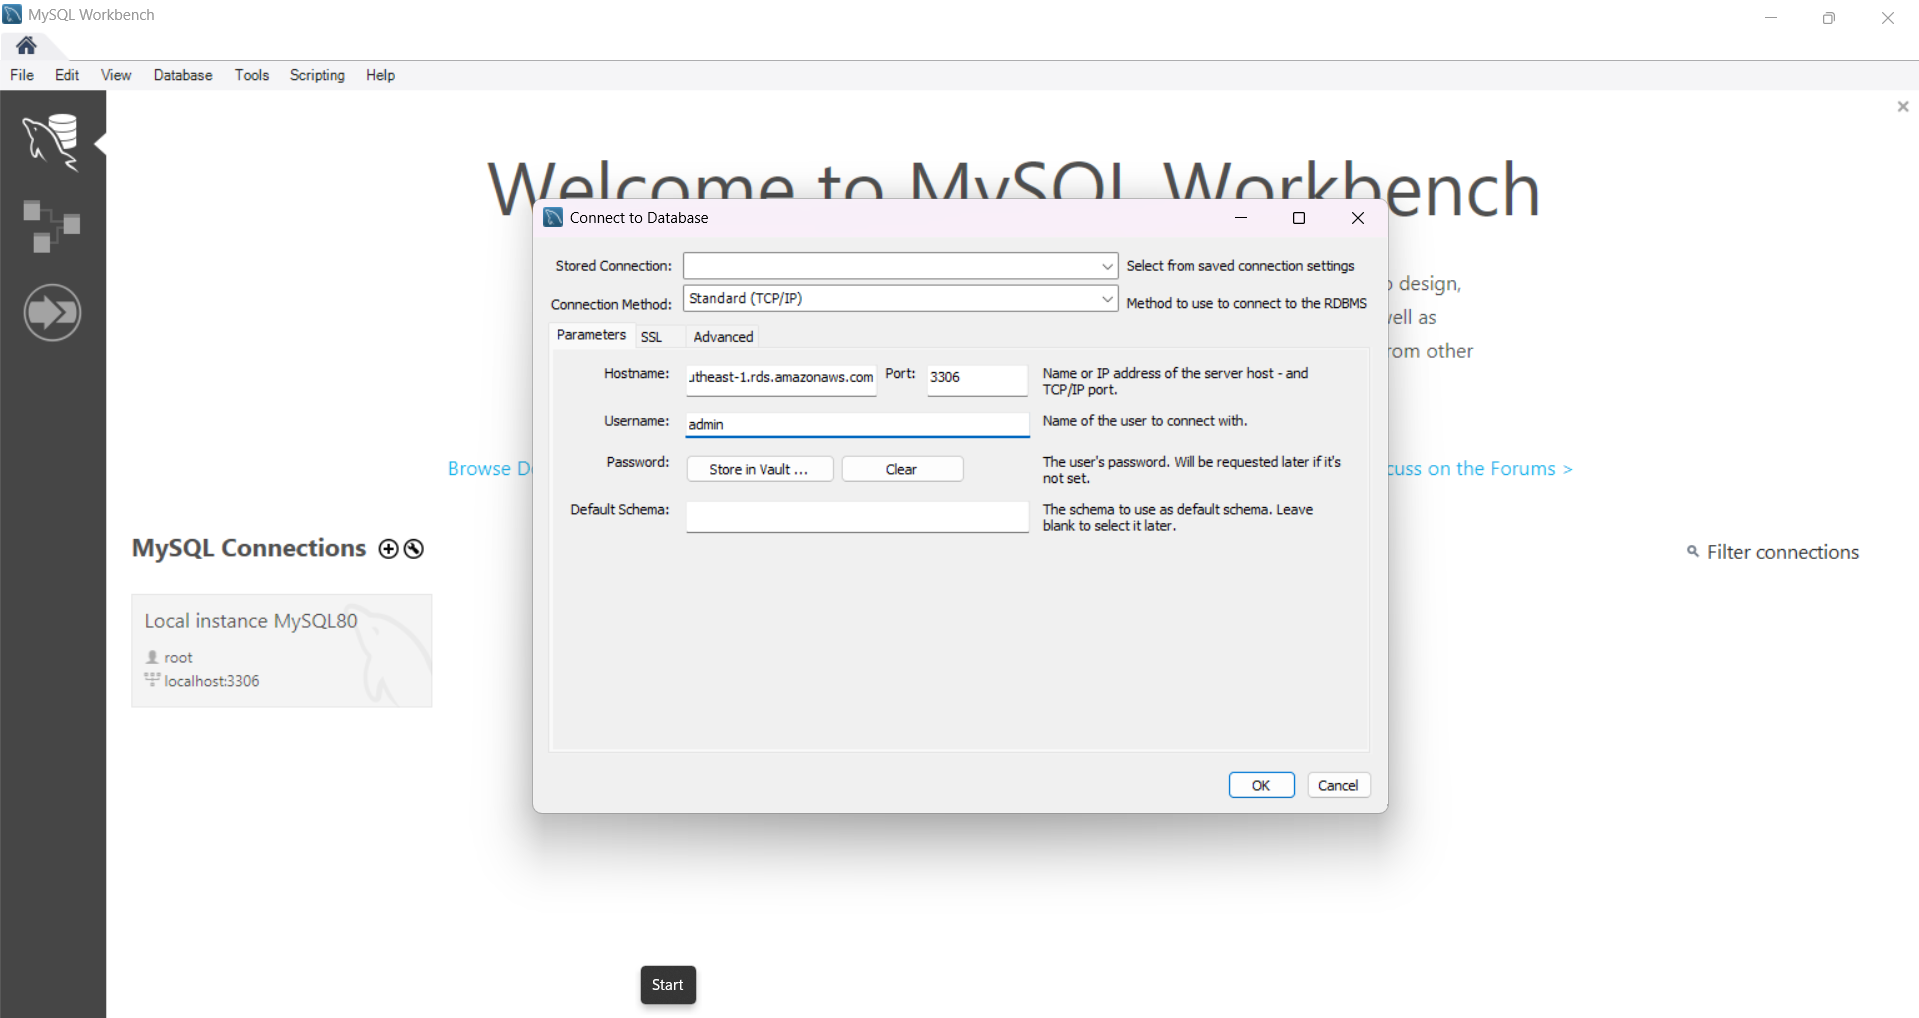 MySQL Workbench
File Edit View Database Tools Scripting Help
Welcome to MySQL Workbench
Connect to Database
Stored Connection: Select from saved connection settings
design,
Connection Method: Standard (TCP/IP) Method to use to connect to the RDBMS
as
Parameters SSL Advanced
other
Hostname: utheast-1.rds.amazonaws.com Port: 3306 Name or IP address of the server host - and
TCP/IP port.
Username: admin Name of the user to connect with.
Browse
Password: Store in Vault ... Clear The user's password. Will be requested later if it's
not set.
on the Forums >
Default Schema: The schema to use as default schema. Leave
blank to select it later.
MySQL Connections
Filter connections
Local instance MySQL80
root
localhost:3306
OK Cancel
Start